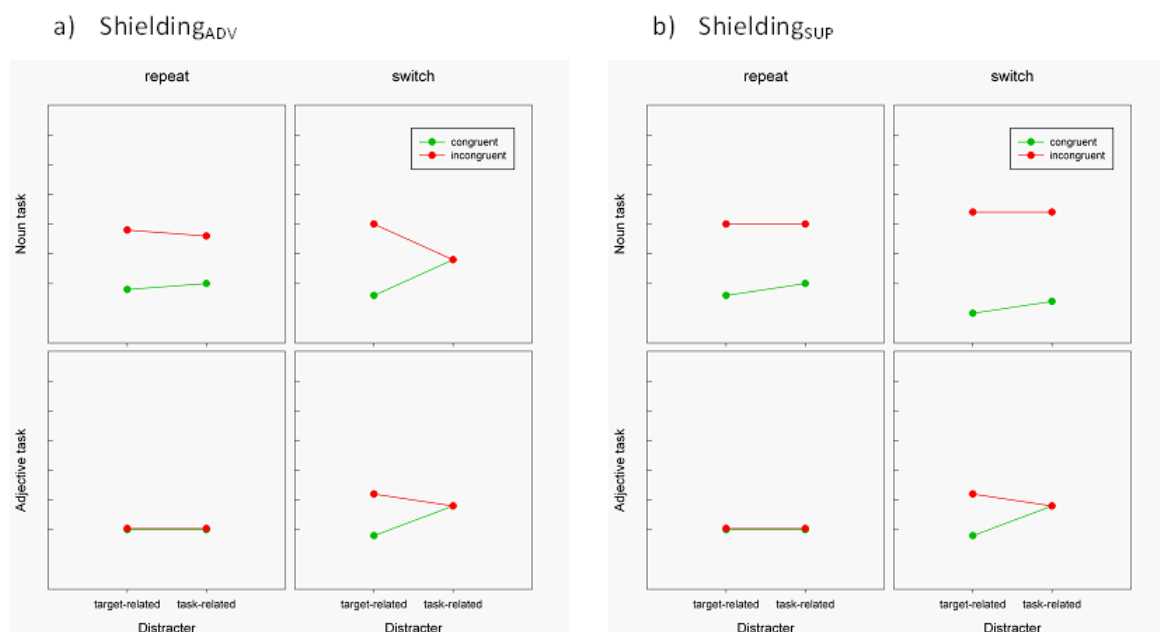 a) Shielding_ADV
b) Shielding_SUP
repeat
switch
Noun task
congruent
incongruent
Adjective task
target-related
task-related
target-related
task-related
Distracter
Distracter
repeat
switch
Noun task
congruent
incongruent
Adjective task
target-related
task-related
target-related
task-related
Distracter
Distracter